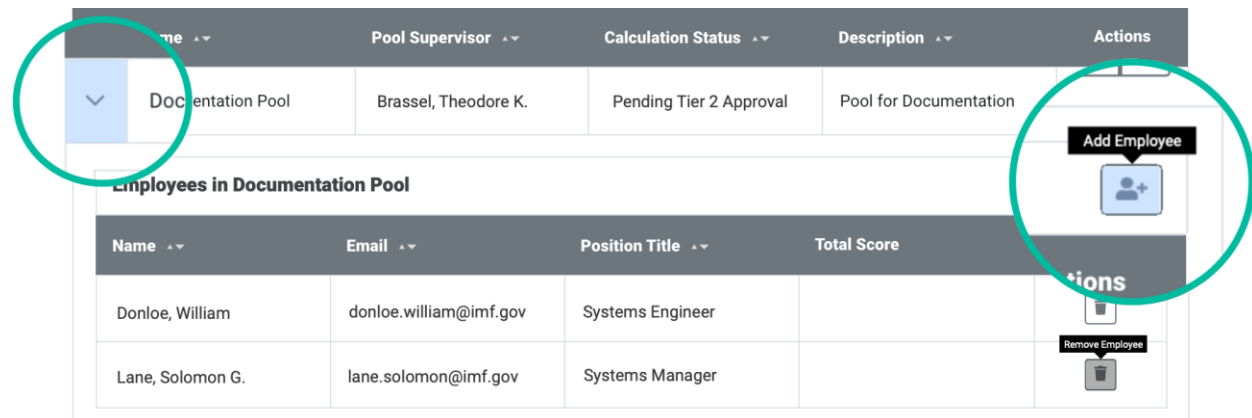 me Pool Supervisor Calculation Status Description Actions
Documentation Pool Brassel, Theodore K. Pending Tier 2 Approval Pool for Documentation
Add Employee
Employees in Documentation Pool
Name Email Position Title Total Score
tions
Donloe, William donloe.william@imf.gov Systems Engineer
Remove Employee
Lane, Solomon G. lane.solomon@imf.gov Systems Manager